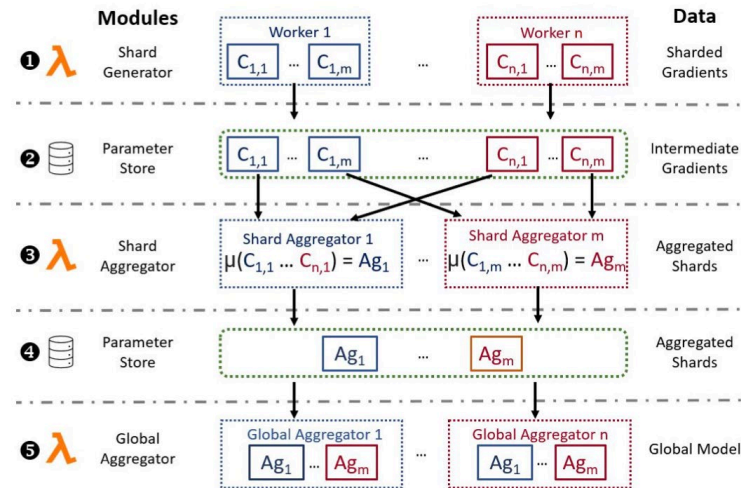 Modules
Data
Worker 1
Worker n
❶ λ Shard Generator
C1,1 ... C1,m
...
Cn,1 ... Cn,m
Sharded Gradients
❷ Parameter Store
C1,1 ... C1,m
...
Cn,1 ... Cn,m
Intermediate Gradients
❸ λ Shard Aggregator
Shard Aggregator 1
μ(C1,1 ... Cn,1) = Ag1
...
Shard Aggregator m
μ(C1,m ... Cn,m) = Agm
Aggregated Shards
❹ Parameter Store
Ag1
...
Agm
Aggregated Shards
❺ λ Global Aggregator
Global Aggregator 1
Ag1 ... Agm
...
Global Aggregator n
Ag1 ... Agm
Global Model